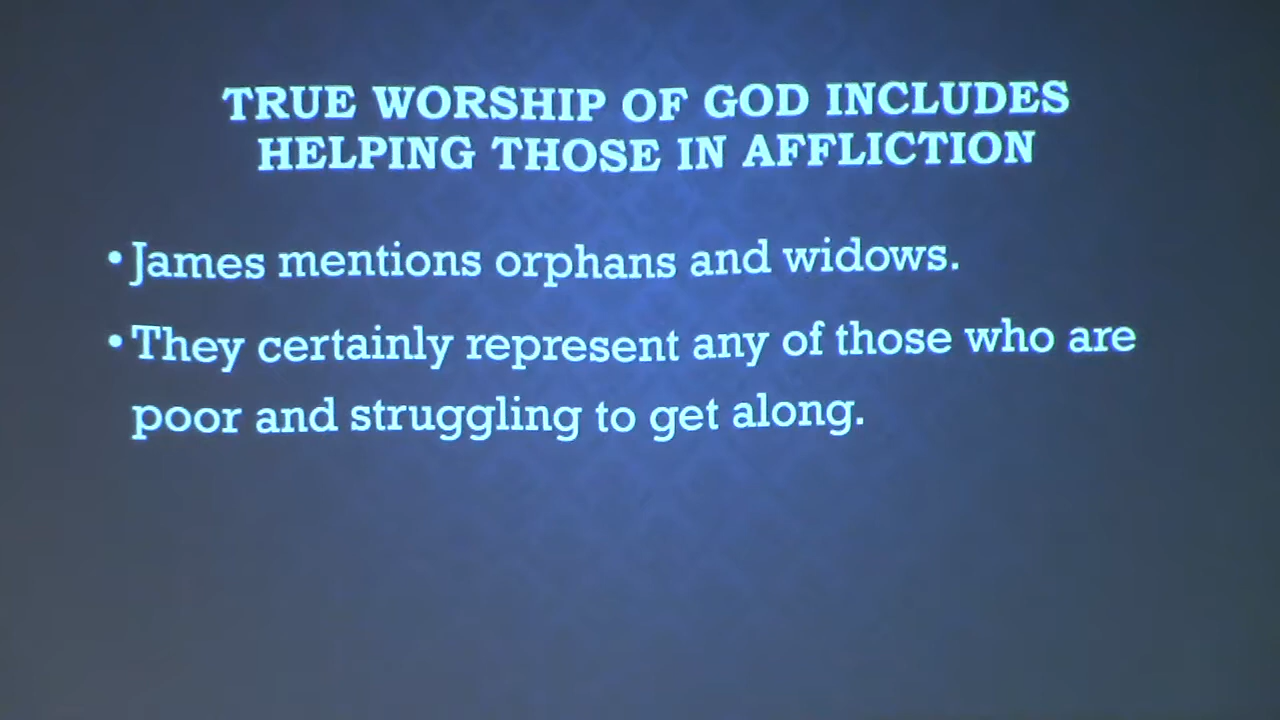 TRUE WORSHIP OF GOD INCLUDES
HELPING THOSE IN AFFLICTION
• James mentions orphans and widows.
• They certainly represent any of those who are
poor and struggling to get along.